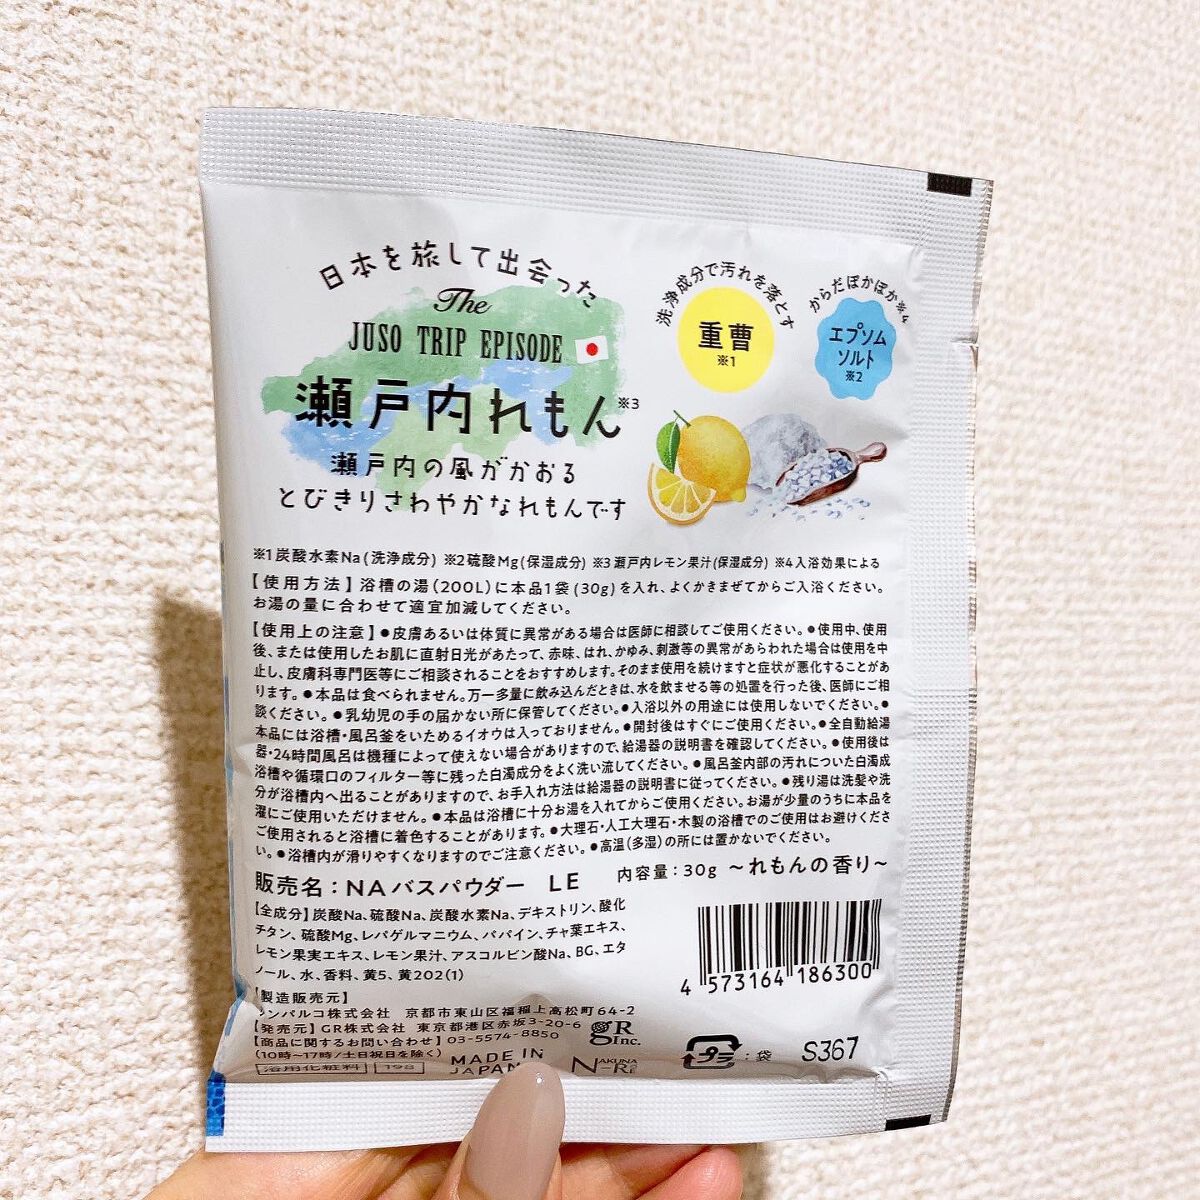 日本を旅して出会った
The
JUSO TRIP EPISODE
瀬戸内れもん※3
瀬戸内の風がかおる
とびきりさわやかなれもんです
洗浄成分で汚れを落とす
重曹
※1
からだぽかぽか※4
エプソム
ソルト
※2
※1炭酸水素Na(洗浄成分) ※2硫酸Mg(保湿成分) ※3瀬戸内レモン果汁(保湿成分) ※4入浴効果による
【使用方法】浴槽の湯(200L)に本品1袋(30g)を入れ、よくかきまぜてからご入浴ください。
お湯の量に合わせて適宜加減してください。
【使用上の注意】●皮膚あるいは体質に異常がある場合は医師に相談してご使用ください。●使用中、使用
後、または使用したお肌に直射日光があたって、赤味、はれ、かゆみ、刺激等の異常があらわれた場合は使用を中
止し、皮膚科専門医等にご相談されることをおすすめします。そのまま使用を続けますと症状が悪化することがあ
ります。●本品は食べられません。万一多量に飲み込んだときは、水を飲ませる等の処置を行った後、医師にご相
談ください。●乳幼児の手の届かない所に保管してください。●入浴以外の用途には使用しないでください。●
本品には浴槽・風呂釜をいためるイオウは入っておりません。●開封後はすぐにご使用ください。●全自動給湯
器・24時間風呂は機種によって使えない場合がありますので、給湯器の説明書を確認してください。●使用後は
浴槽や循環口のフィルター等に残った白濁成分をよく洗い流してください。●風呂釜内部の汚れについた白濁成
分が浴槽内へ出ることがありますので、お手入れ方法は給湯器の説明書に従ってください。●残り湯は洗髪や洗
濯にご使用いただけません。●本品は浴槽に十分お湯を入れてからご使用ください。お湯が少量のうちに本品を
ご使用されると浴槽に着色することがあります。●大理石・人工大理石・木製の浴槽でのご使用はお避けくださ
い。●浴槽内が滑りやすくなりますのでご注意ください。●高温(多湿)の所には置かないでください。
販売名：NAバスパウダー LE 内容量：30g ～れもんの香り～
【全成分】炭酸Na、硫酸Na、炭酸水素Na、デキストリン、酸化
チタン、硫酸Mg、レパゲルマニウム、パパイン、チャ葉エキス、
レモン果実エキス、レモン果汁、アスコルビン酸Na、BG、エタ
ノール、水、香料、黄5、黄202(1)
4 573164 186300
【製造販売元】
ンパルコ株式会社 京都市東山区福稲上高松町64-2
【発売元】GR株式会社 東京都港区赤坂3-20-6
【商品に関するお問い合わせ】03-5574-8850
(10時～17時/土日祝日を除く)
浴用化粧料 19g
MADE IN
JAPAN
gR
Inc.
NAKUNA
N-RE
プラ
：袋
S367